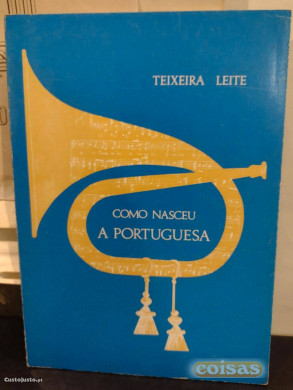 TEIXEIRA LEITE
COMO NASCEU
A PORTUGUESA
coisas
custojusto.pt